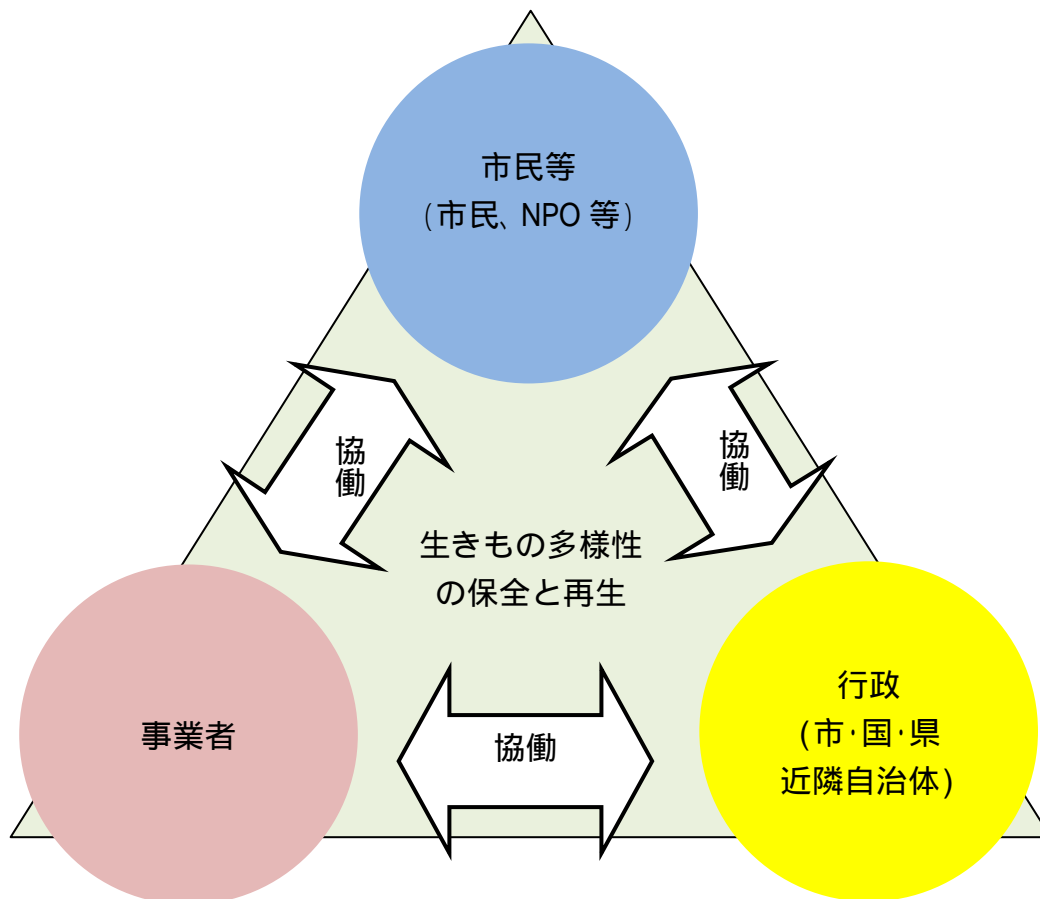 市民等
(市民、NPO 等)
協働
協働
生きもの多様性
の保全と再生
事業者
協働
行政
(市・国・県
近隣自治体)